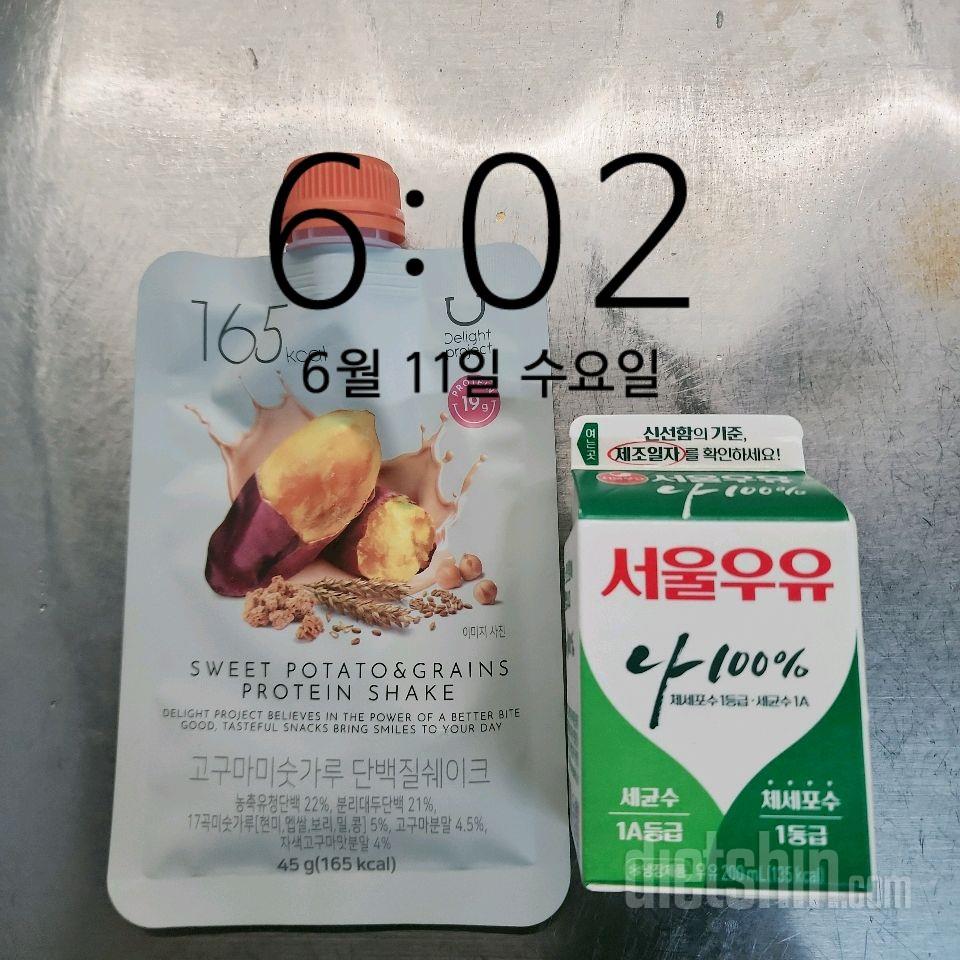 6:02
6월 11일 수요일
165 kcal
Delight
project
PROTEIN
19g
이미지 사진
SWEET POTATO&GRAINS
PROTEIN SHAKE
DELIGHT PROJECT BELIEVES IN THE POWER OF A BETTER BITE
GOOD, TASTEFUL SNACKS BRING SMILES TO YOUR DAY
고구마미숫가루 단백질쉐이크
농축유청단백 22%, 분리대두단백 21%,
17곡미숫가루[현미,멥쌀,보리,밀,콩] 5%, 고구마분말 4.5%,
자색고구마맛분말 4%
45 g(165 kcal)
여는곳
신선함의 기준,
제조일자를 확인하세요!
서울우유
나100%
서울우유
나100%
체세포수 1등급·세균수 1A
세균수
1A등급
체세포수
1등급
우유 200 mL(135 kcal)
dietshin.com